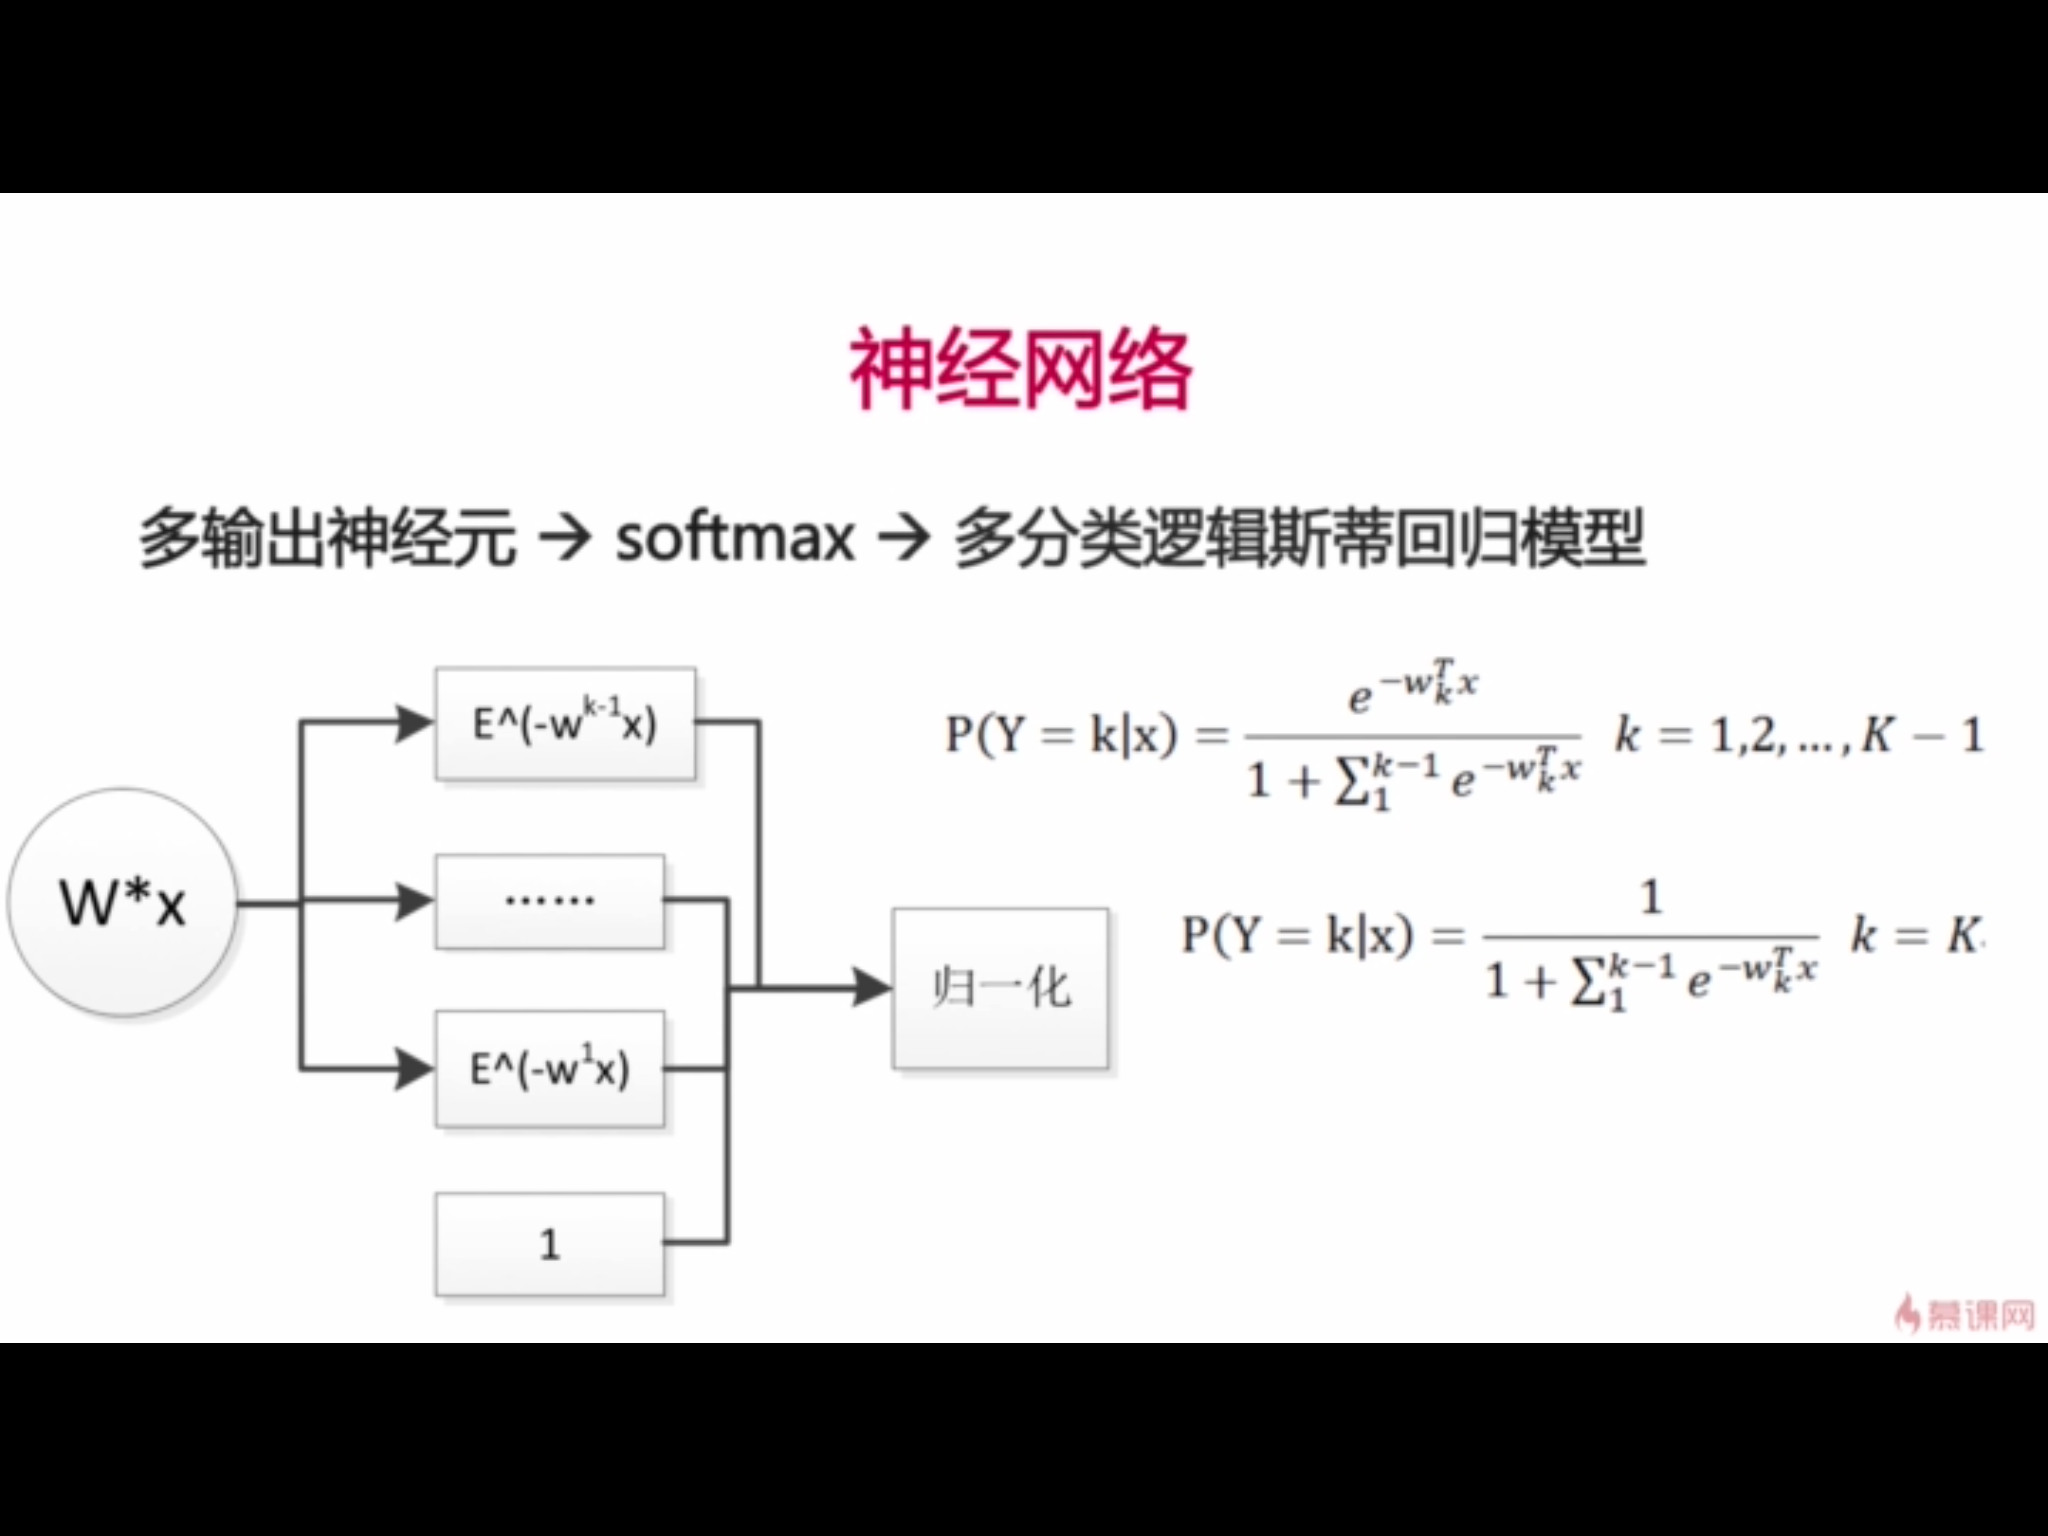 神经网络
多输出神经元 → softmax → 多分类逻辑斯蒂回归模型
W*x
E^(-w^{k-1}x)
......
E^(-w^1x)
1
归一化
P(Y = k|x) = \frac{e^{-w_k^T x}}{1 + \sum_1^{k-1} e^{-w_k^T x}} k = 1,2, ... , K − 1
P(Y = k|x) = \frac{1}{1 + \sum_1^{k-1} e^{-w_k^T x}} k = K
慕课网